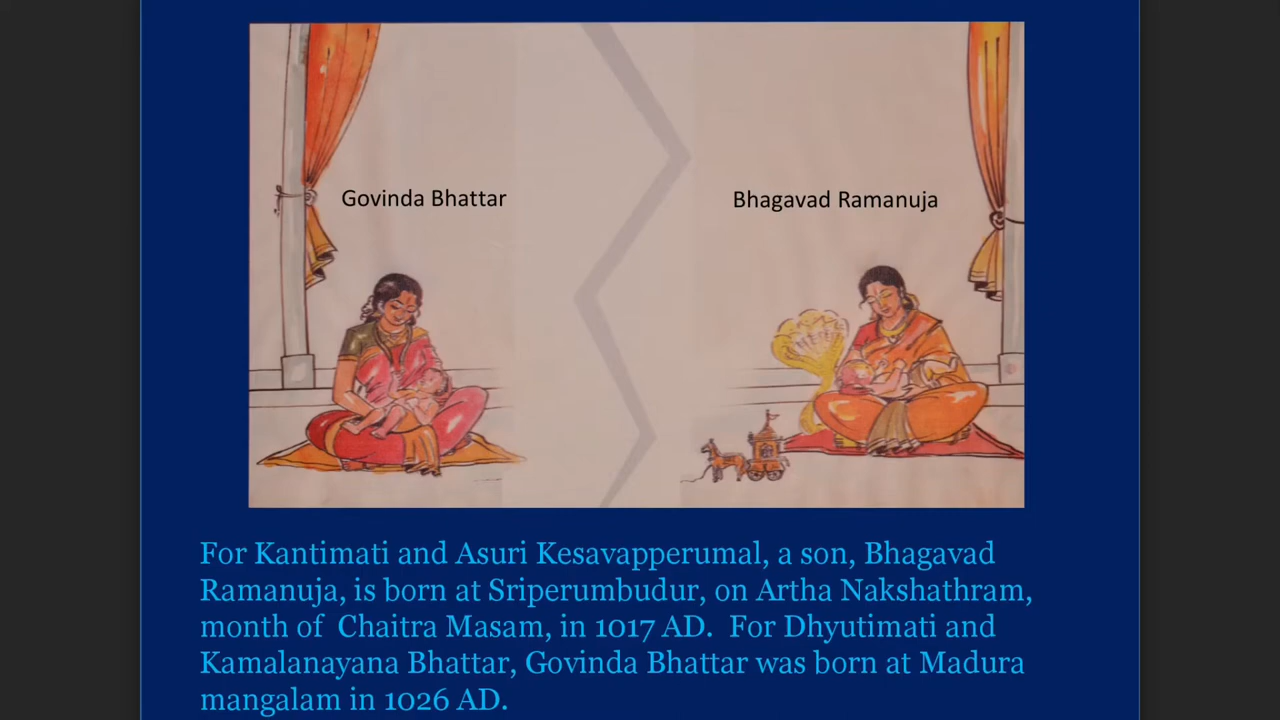 Govinda Bhattar
Bhagavad Ramanuja
For Kantimati and Asuri Kesavapperumal, a son, Bhagavad
Ramanuja, is born at Sriperumbudur, on Artha Nakshathram,
month of  Chaitra Masam, in 1017 AD.  For Dhyutimati and
Kamalanayana Bhattar, Govinda Bhattar was born at Madura
mangalam in 1026 AD.